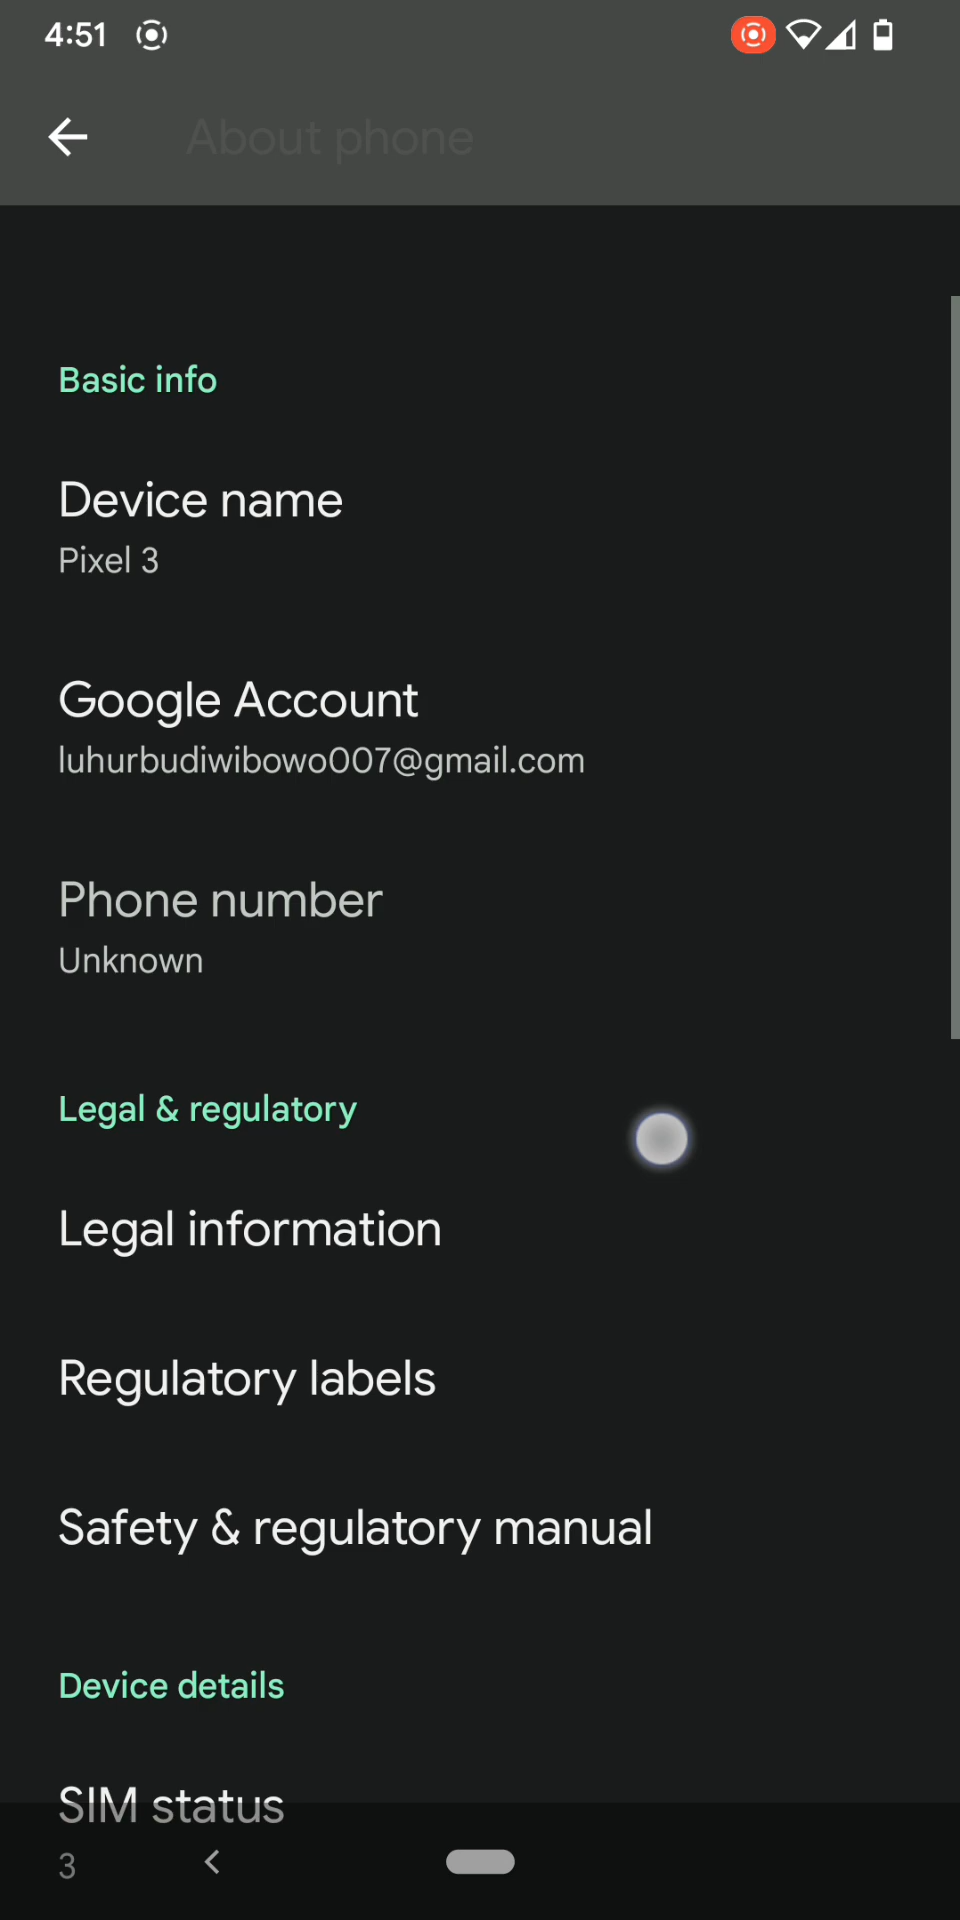 4:51
About phone
Basic info
Device name
Pixel 3
Google Account
luhurbudiwibowo007@gmail.com
Phone number
Unknown
Legal & regulatory
Legal information
Regulatory labels
Safety & regulatory manual
Device details
SIM status
3